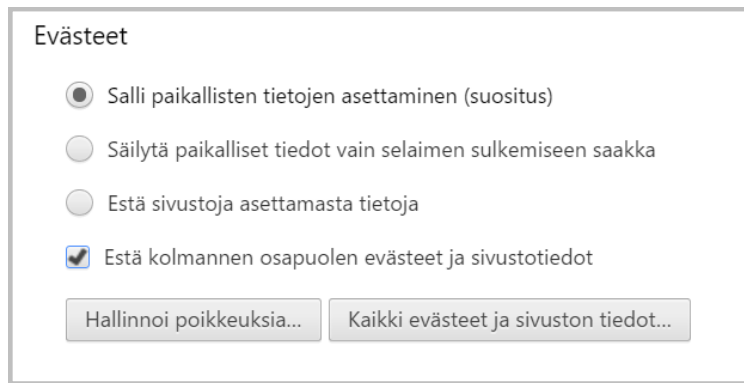 Evästeet
Salli paikallisten tietojen asettaminen (suositus)
Säilytä paikalliset tiedot vain selaimen sulkemiseen saakka
Estä sivustoja asettamasta tietoja
Estä kolmannen osapuolen evästeet ja sivustotiedot
Hallinnoi poikkeuksia... Kaikki evästeet ja sivuston tiedot...